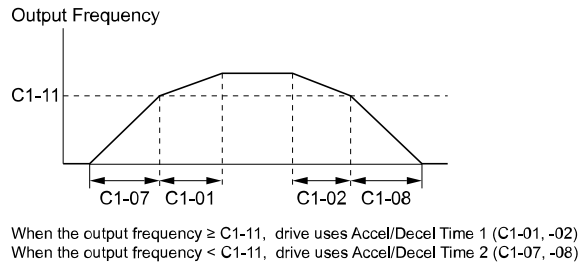 Output Frequency
C1-11
C1-07 C1-01 C1-02 C1-08
When the output frequency ≥ C1-11, drive uses Accel/Decel Time 1 (C1-01, -02)
When the output frequency < C1-11, drive uses Accel/Decel Time 2 (C1-07, -08)